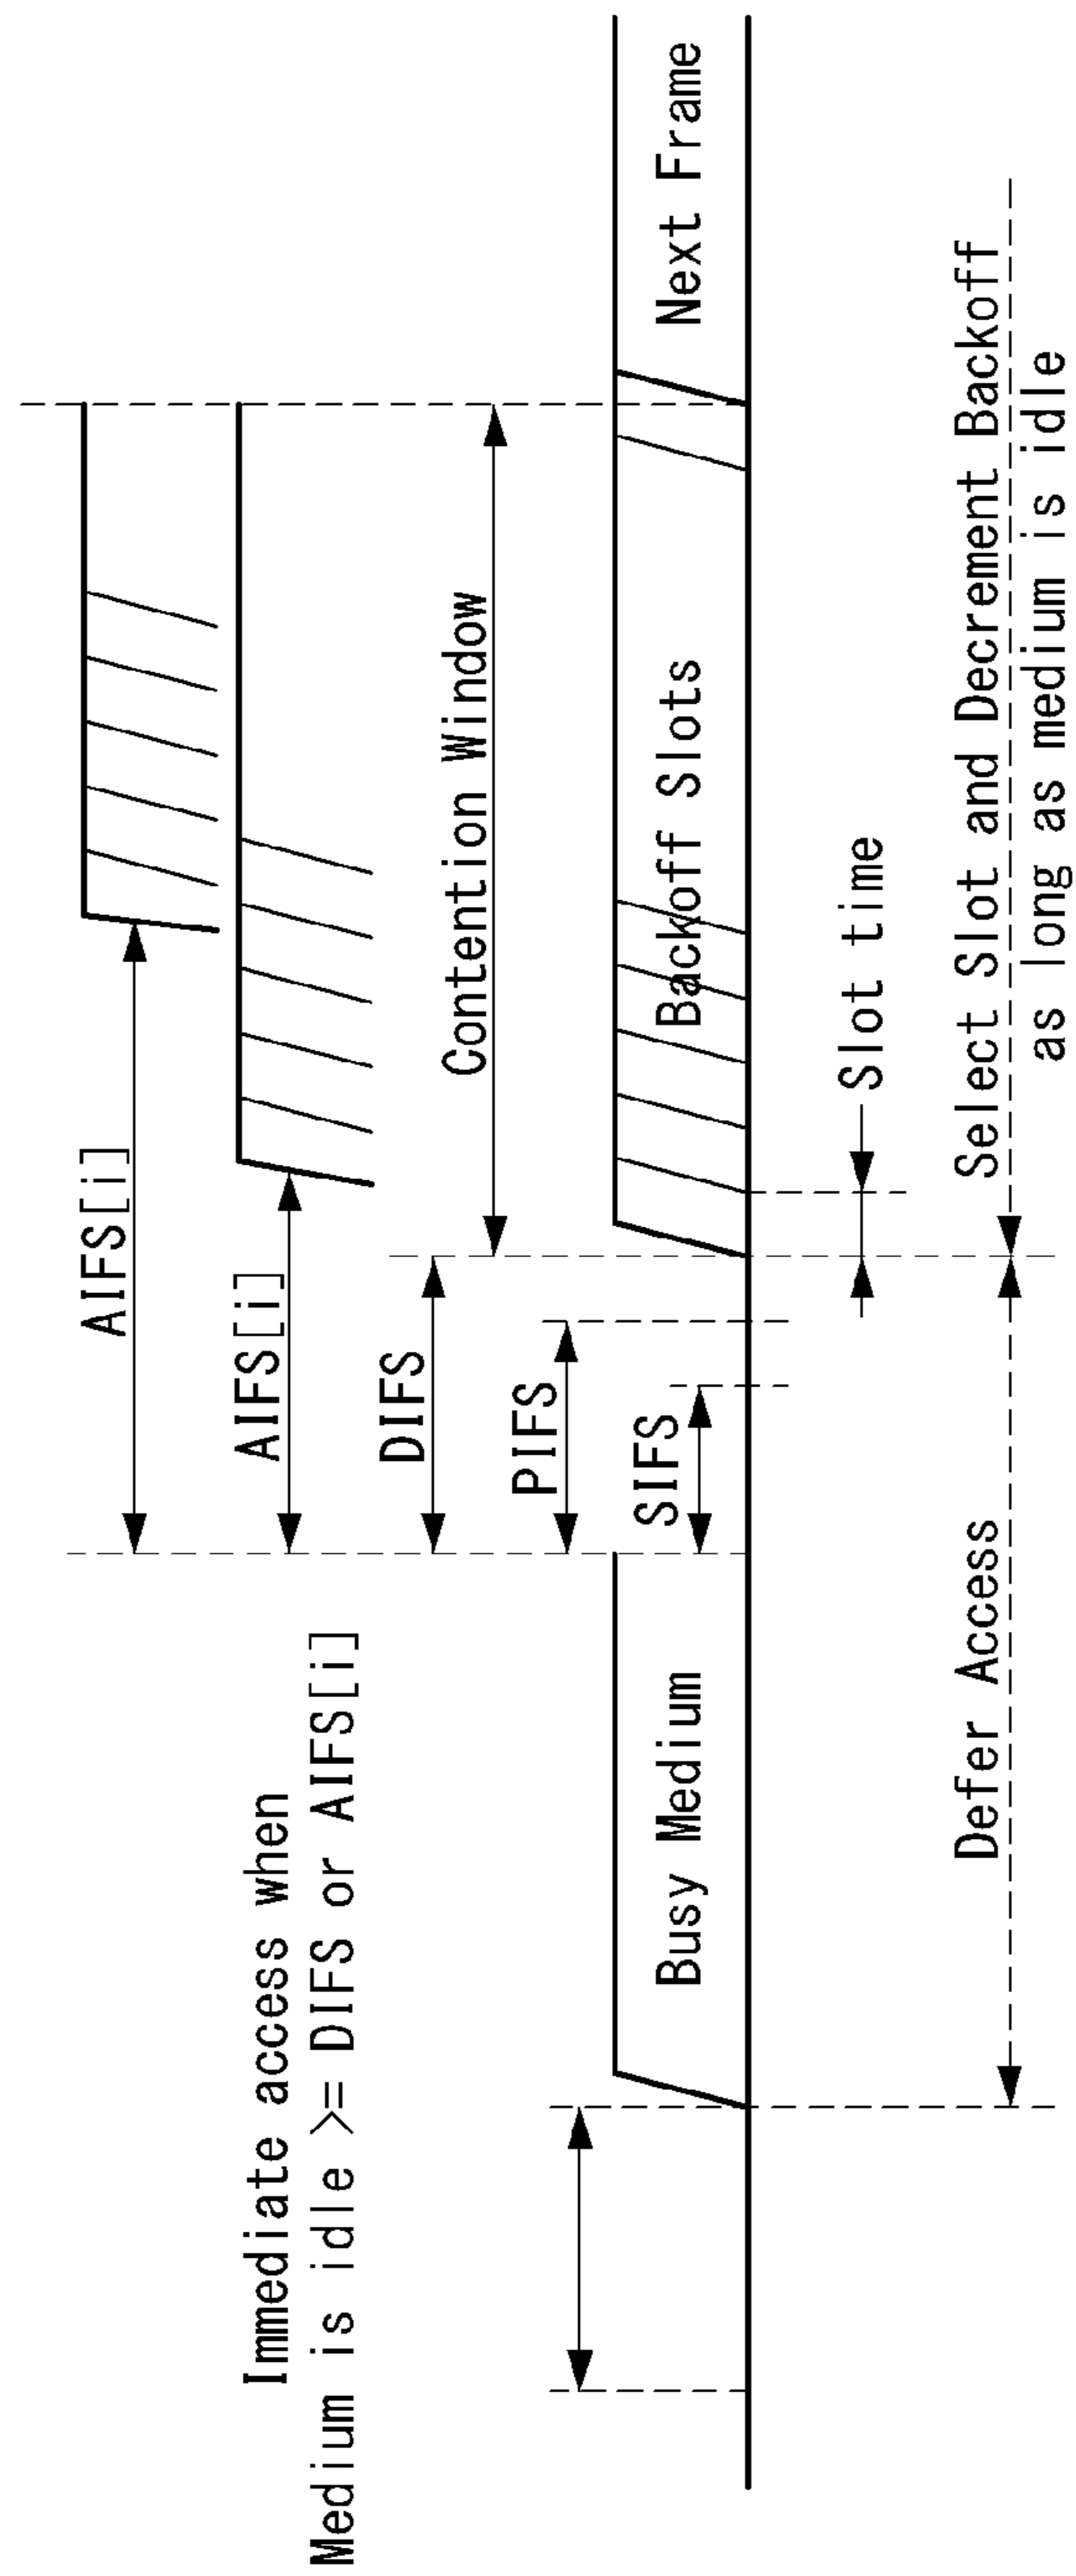 AIFS[i]
AIFS[i]
Immediate access when
Medium is idle >= DIFS or AIFS[i]
DIFS
Contention Window
PIFS
SIFS
Busy Medium
Backoff Slots
Next Frame
Slot time
Defer Access
Select Slot and Decrement Backoff
as long as medium is idle